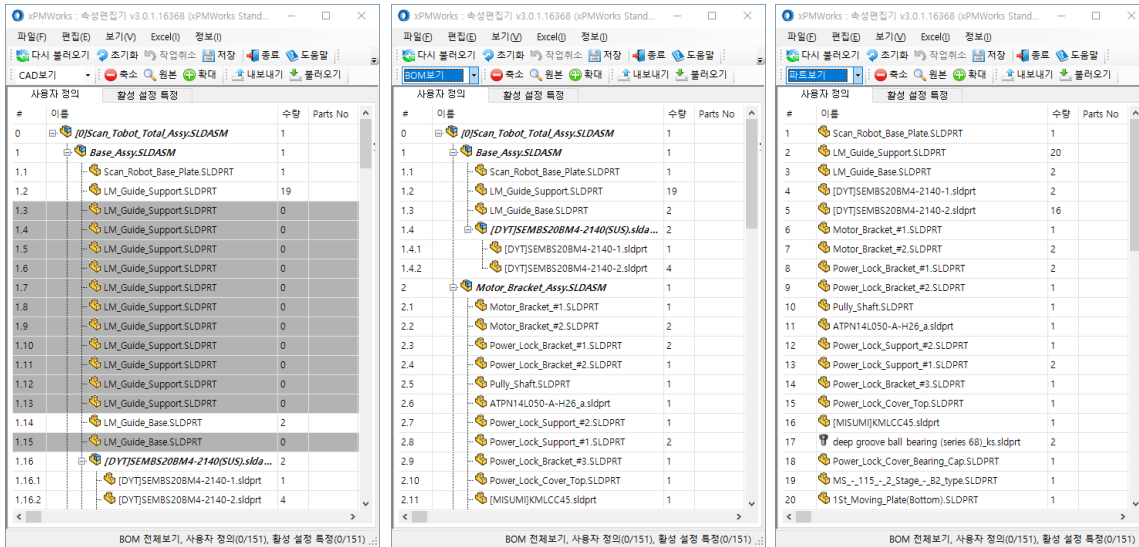 xPMWorks : 속성편집기 v3.0.1.16368 (xPMWorks Stand...
파일(F) 편집(E) 보기(V) Excel(I) 정보(I)
다시 불러오기 초기화 작업취소 저장 종료 도움말
CAD보기 축소 원본 확대 내보내기 불러오기
사용자 정의 활성 설정 특정
# 이름 수량 Parts No
0 [0]Scan_Tobot_Total_Assy.SLDASM 1
1 Base_Assy.SLDASM 1
1.1 Scan_Robot_Base_Plate.SLDPRT 1
1.2 LM_Guide_Support.SLDPRT 19
1.3 LM_Guide_Support.SLDPRT 0
1.4 LM_Guide_Support.SLDPRT 0
1.5 LM_Guide_Support.SLDPRT 0
1.6 LM_Guide_Support.SLDPRT 0
1.7 LM_Guide_Support.SLDPRT 0
1.8 LM_Guide_Support.SLDPRT 0
1.9 LM_Guide_Support.SLDPRT 0
1.10 LM_Guide_Support.SLDPRT 0
1.11 LM_Guide_Support.SLDPRT 0
1.12 LM_Guide_Support.SLDPRT 0
1.13 LM_Guide_Support.SLDPRT 0
1.14 LM_Guide_Base.SLDPRT 2
1.15 LM_Guide_Base.SLDPRT 0
1.16 [DYT]SEMBS20BM4-2140(SUS).slda... 2
1.16.1 [DYT]SEMBS20BM4-2140-1.sldprt 1
1.16.2 [DYT]SEMBS20BM4-2140-2.sldprt 4
BOM 전체보기, 사용자 정의(0/151), 활성 설정 특정(0/151)
xPMWorks : 속성편집기 v3.0.1.16368 (xPMWorks Stand...
파일(F) 편집(E) 보기(V) Excel(I) 정보(I)
다시 불러오기 초기화 작업취소 저장 종료 도움말
BOM보기 축소 원본 확대 내보내기 불러오기
사용자 정의 활성 설정 특정
# 이름 수량 Parts No
0 [0]Scan_Tobot_Total_Assy.SLDASM 1
1 Base_Assy.SLDASM 1
1.1 Scan_Robot_Base_Plate.SLDPRT 1
1.2 LM_Guide_Support.SLDPRT 19
1.3 LM_Guide_Base.SLDPRT 2
1.4 [DYT]SEMBS20BM4-2140(SUS).slda... 2
1.4.1 [DYT]SEMBS20BM4-2140-1.sldprt 1
1.4.2 [DYT]SEMBS20BM4-2140-2.sldprt 4
2 Motor_Bracket_Assy.SLDASM 1
2.1 Motor_Bracket_#1.SLDPRT 1
2.2 Motor_Bracket_#2.SLDPRT 2
2.3 Power_Lock_Bracket_#1.SLDPRT 2
2.4 Power_Lock_Bracket_#2.SLDPRT 1
2.5 Pully_Shaft.SLDPRT 1
2.6 ATPN14L050-A-H26_a.sldprt 1
2.7 Power_Lock_Support_#2.SLDPRT 1
2.8 Power_Lock_Support_#1.SLDPRT 2
2.9 Power_Lock_Bracket_#3.SLDPRT 1
2.10 Power_Lock_Cover_Top.SLDPRT 1
2.11 [MISUMI]KMLCC45.sldprt 1
BOM 전체보기, 사용자 정의(0/151), 활성 설정 특정(0/151)
xPMWorks : 속성편집기 v3.0.1.16368 (xPMWorks Stand...
파일(F) 편집(E) 보기(V) Excel(I) 정보(I)
다시 불러오기 초기화 작업취소 저장 종료 도움말
파트보기 축소 원본 확대 내보내기 불러오기
사용자 정의 활성 설정 특정
# 이름 수량 Parts No
1 Scan_Robot_Base_Plate.SLDPRT 1
2 LM_Guide_Support.SLDPRT 20
3 LM_Guide_Base.SLDPRT 2
4 [DYT]SEMBS20BM4-2140-1.sldprt 2
5 [DYT]SEMBS20BM4-2140-2.sldprt 16
6 Motor_Bracket_#1.SLDPRT 1
7 Motor_Bracket_#2.SLDPRT 2
8 Power_Lock_Bracket_#1.SLDPRT 2
9 Power_Lock_Bracket_#2.SLDPRT 1
10 Pully_Shaft.SLDPRT 1
11 ATPN14L050-A-H26_a.sldprt 1
12 Power_Lock_Support_#2.SLDPRT 1
13 Power_Lock_Support_#1.SLDPRT 2
14 Power_Lock_Bracket_#3.SLDPRT 1
15 Power_Lock_Cover_Top.SLDPRT 1
16 [MISUMI]KMLCC45.sldprt 1
17 deep groove ball bearing (series 68)_ks.sldprt 2
18 Power_Lock_Cover_Bearing_Cap.SLDPRT 1
19 MS_-_115_-_2_Stage_-_B2_type.SLDPRT 1
20 1St_Moving_Plate(Bottom).SLDPRT 1
BOM 전체보기, 사용자 정의(0/151), 활성 설정 특정(0/151)